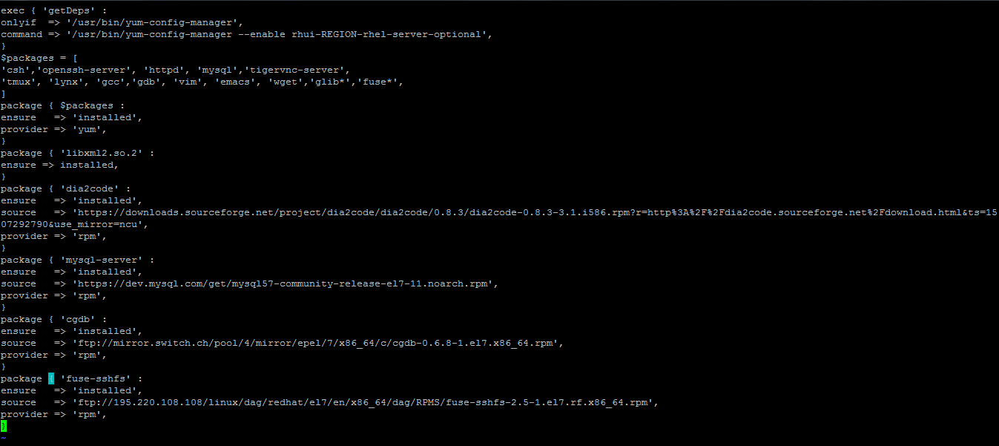 exec { 'getDeps' :
onlyif  => '/usr/bin/yum-config-manager',
command => '/usr/bin/yum-config-manager --enable rhui-REGION-rhel-server-optional',
}
$packages = [
'csh','openssh-server', 'httpd', 'mysql','tigervnc-server',
'tmux', 'lynx', 'gcc','gdb', 'vim', 'emacs', 'wget','glib*','fuse*',
]
package { $packages :
ensure   => 'installed',
provider => 'yum',
}
package { 'libxml2.so.2' :
ensure => installed,
}
package { 'dia2code' :
ensure   => 'installed',
source   => 'https://downloads.sourceforge.net/project/dia2code/dia2code/0.8.3/dia2code-0.8.3-3.1.i586.rpm?r=http%3A%2F%2Fdia2code.sourceforge.net%2Fdownload.html&ts=15
07292790&use_mirror=ncu',
provider => 'rpm',
}
package { 'mysql-server' :
ensure   => 'installed',
source   => 'https://dev.mysql.com/get/mysql57-community-release-el7-11.noarch.rpm',
provider => 'rpm',
}
package { 'cgdb' :
ensure   => 'installed',
source   => 'ftp://mirror.switch.ch/pool/4/mirror/epel/7/x86_64/c/cgdb-0.6.8-1.el7.x86_64.rpm',
provider => 'rpm',
}
package { 'fuse-sshfs' :
ensure   => 'installed',
source   => 'ftp://195.220.108.108/linux/dag/redhat/el7/en/x86_64/dag/RPMS/fuse-sshfs-2.5-1.el7.rf.x86_64.rpm',
provider => 'rpm',
}
~